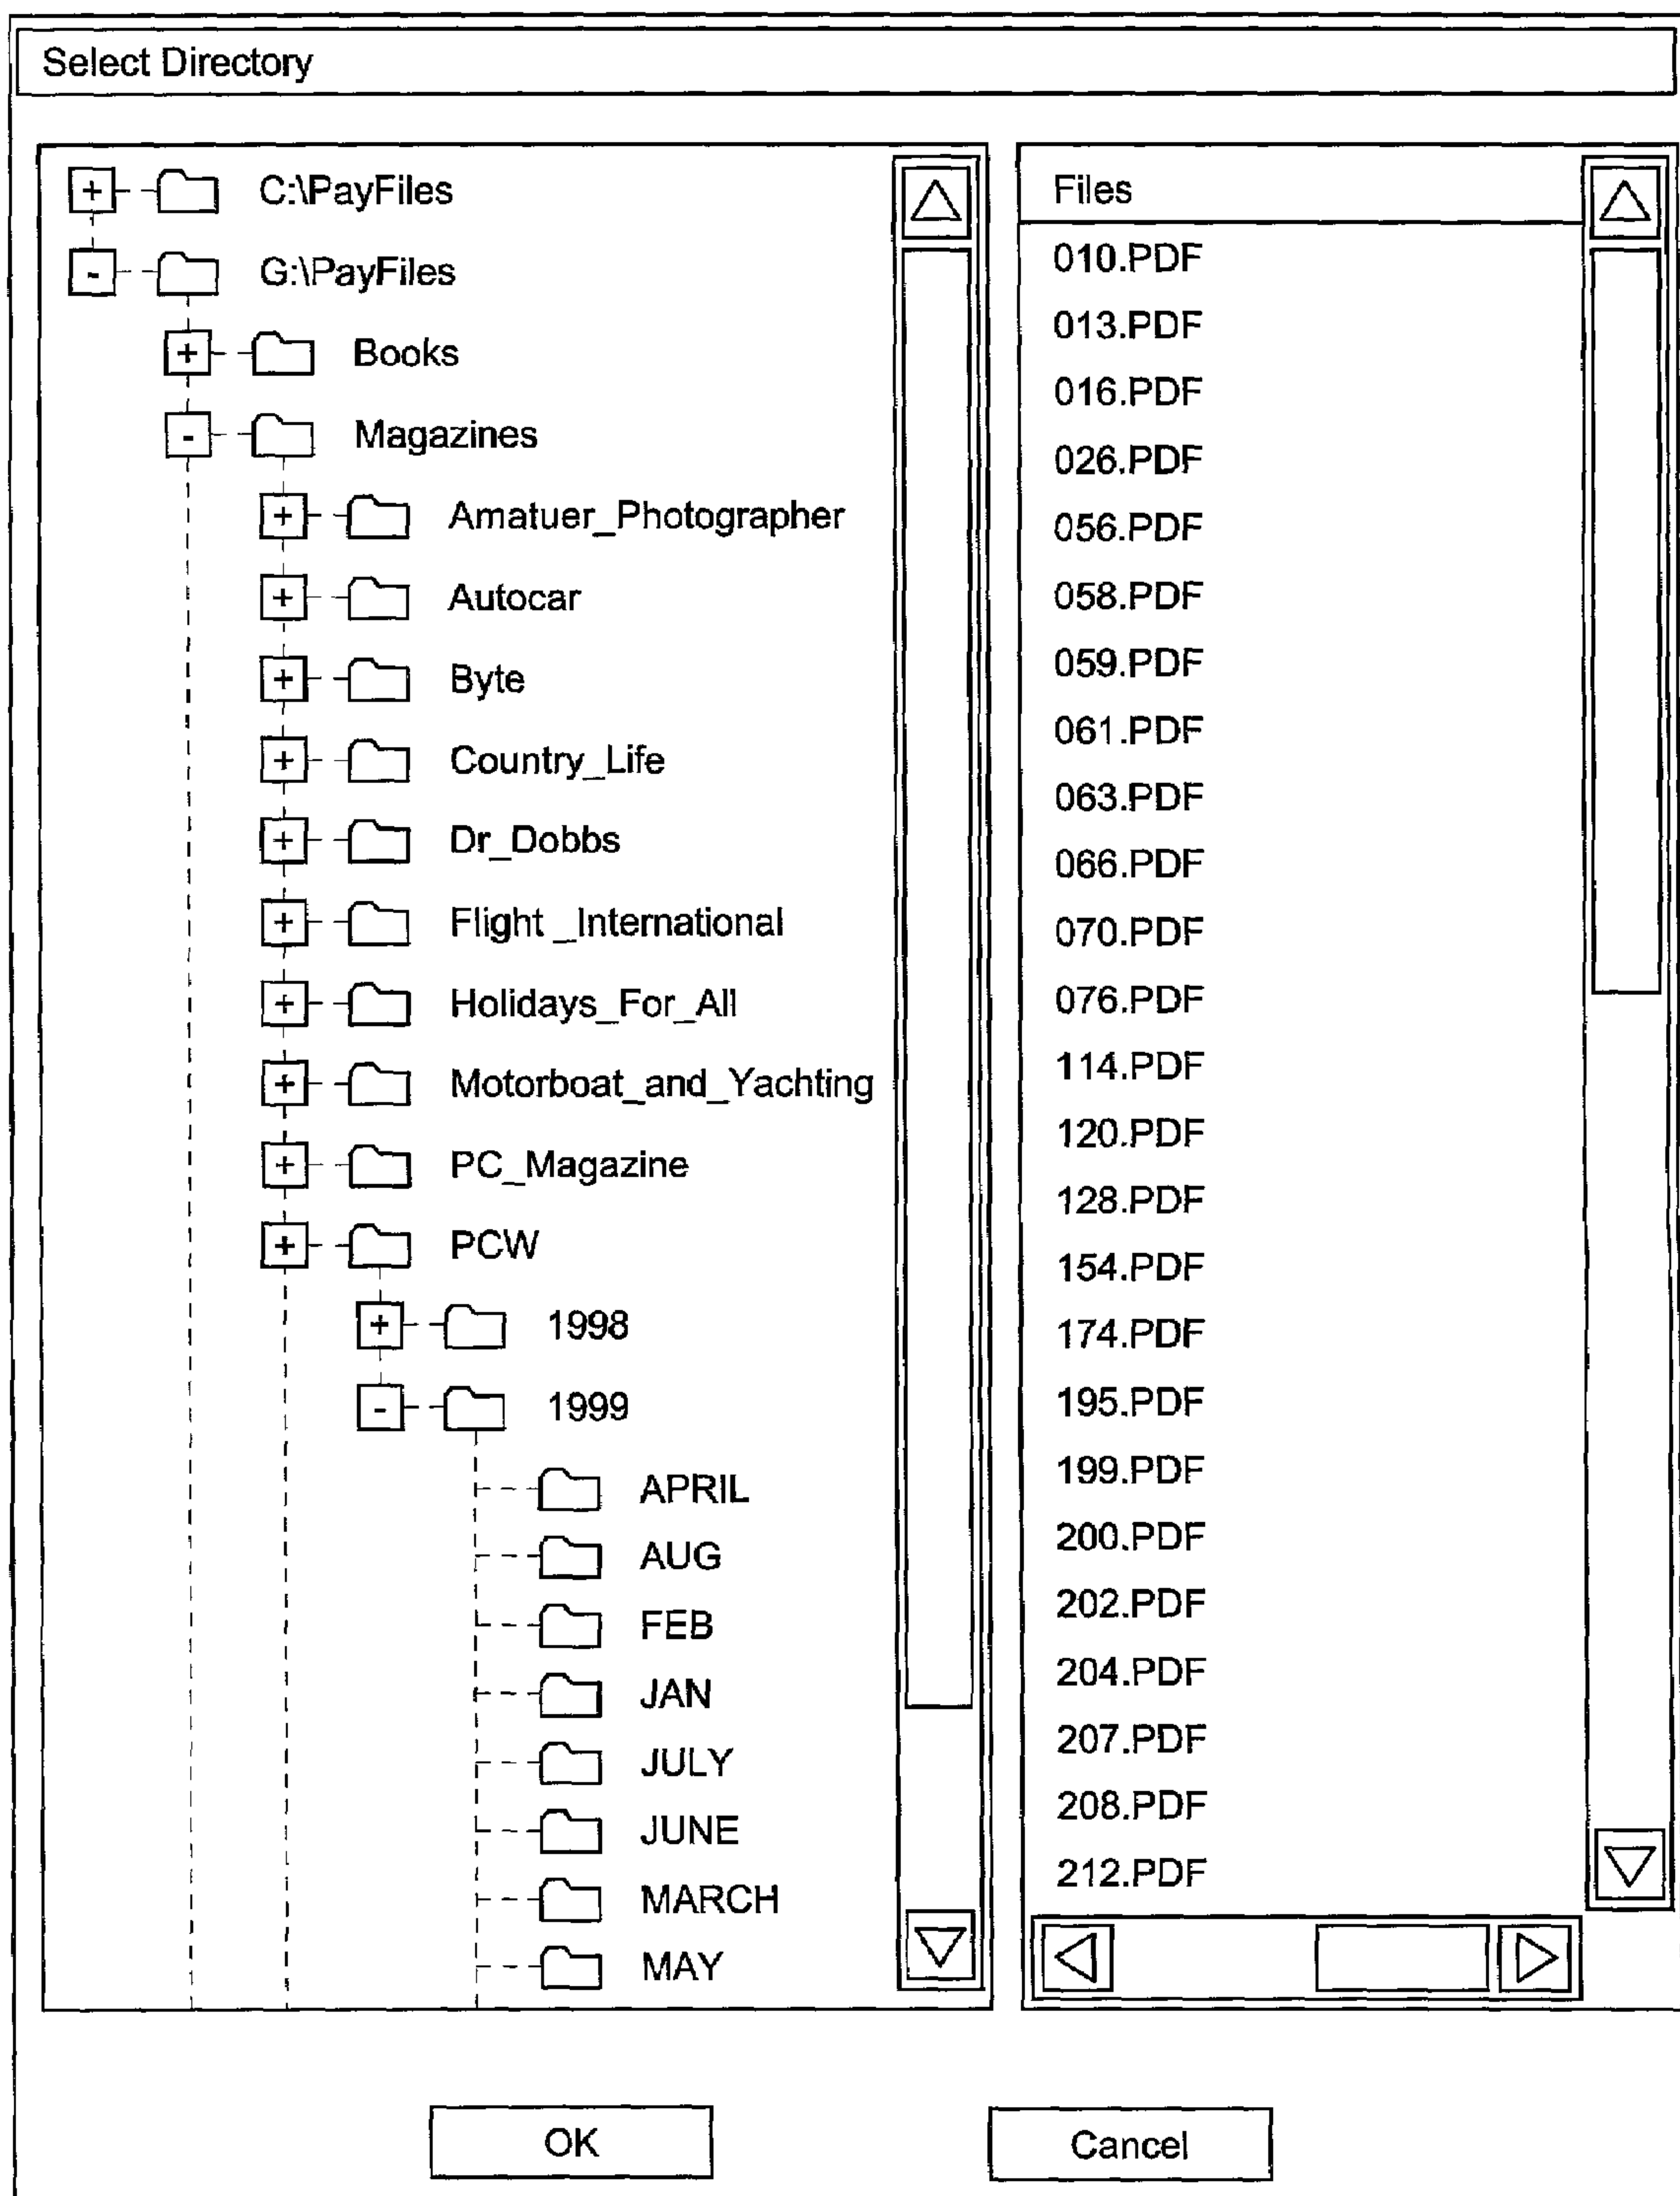 Select Directory
+ C:\PayFiles
- G:\PayFiles
+ Books
- Magazines
+ Amatuer_Photographer
+ Autocar
+ Byte
+ Country_Life
+ Dr_Dobbs
+ Flight _International
+ Holidays_For_All
+ Motorboat_and_Yachting
+ PC_Magazine
+ PCW
+ 1998
- 1999
APRIL
AUG
FEB
JAN
JULY
JUNE
MARCH
MAY
Files
010.PDF
013.PDF
016.PDF
026.PDF
056.PDF
058.PDF
059.PDF
061.PDF
063.PDF
066.PDF
070.PDF
076.PDF
114.PDF
120.PDF
128.PDF
154.PDF
174.PDF
195.PDF
199.PDF
200.PDF
202.PDF
204.PDF
207.PDF
208.PDF
212.PDF
OK
Cancel